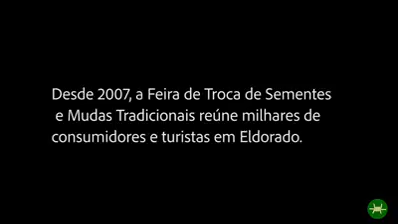 Desde 2007, a Feira de Troca de Sementes
e Mudas Tradicionais reúne milhares de
consumidores e turistas em Eldorado.